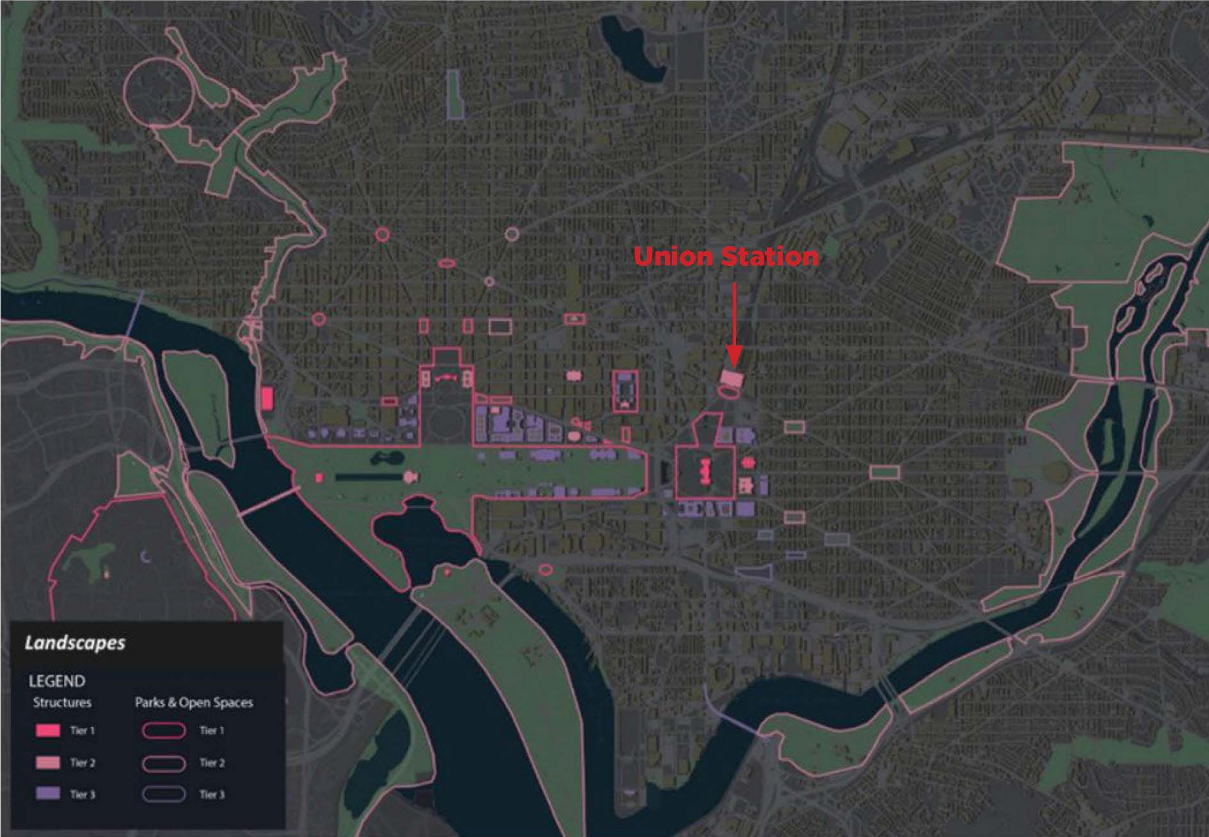 Union Station
Landscapes
LEGEND
Structures
Parks & Open Spaces
Tier 1
Tier 1
Tier 2
Tier 2
Tier 3
Tier 3